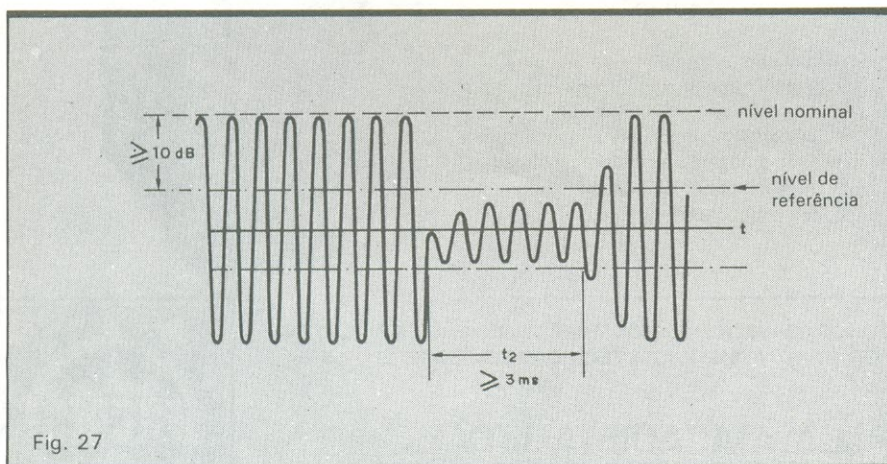 nível nominal
≥ 10 dB
nível de
referência
t
t₂
≥ 3 ms
Fig. 27